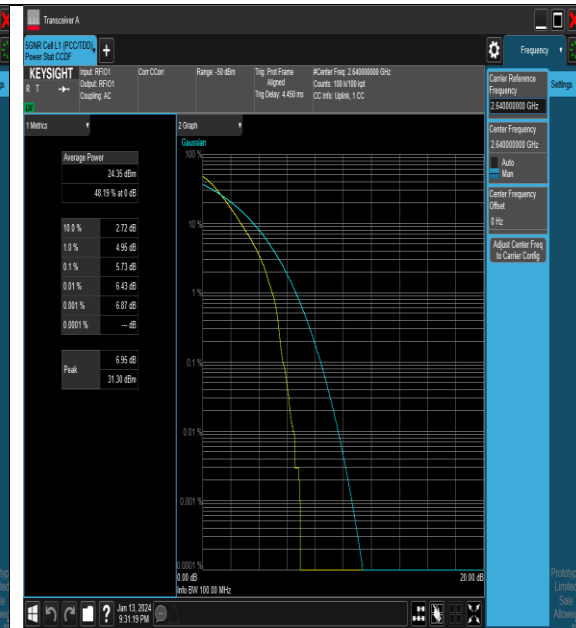 Transceiver A
5GNR Cell L1 (PCC/TDD),
Power Stat CCDF
Frequency
KEYSIGHT
R T
Input: RFIO1
Output: RFIO1
Coupling: AC
Corr CCorr
Range: -50 dBm
Trig: Prot Frame
Aligned
Trig Delay: 4.450 ms
#Center Freq: 2.640000000 GHz
Counts: 100 k/100 kpt
CC Info: Uplink, 1 CC
Carrier Reference
Frequency
2.640000000 GHz
Settings
Center Frequency
2.640000000 GHz
Auto
Man
Center Frequency
Offset
0 Hz
Adjust Center Freq
to Carrier Config
1 Metrics
Average Power
24.35 dBm
48.19 % at 0 dB
10.0 % 2.72 dB
1.0 % 4.95 dB
0.1 % 5.73 dB
0.01 % 6.43 dB
0.001 % 6.87 dB
0.0001 % --- dB
Peak
6.95 dB
31.30 dBm
2 Graph
Gaussian
100 %
10 %
1 %
0.1 %
0.01 %
0.001 %
0.0001 %
0.00 dB 20.00 dB
Info BW 100.00 MHz
Jan 13, 2024
9:31:19 PM